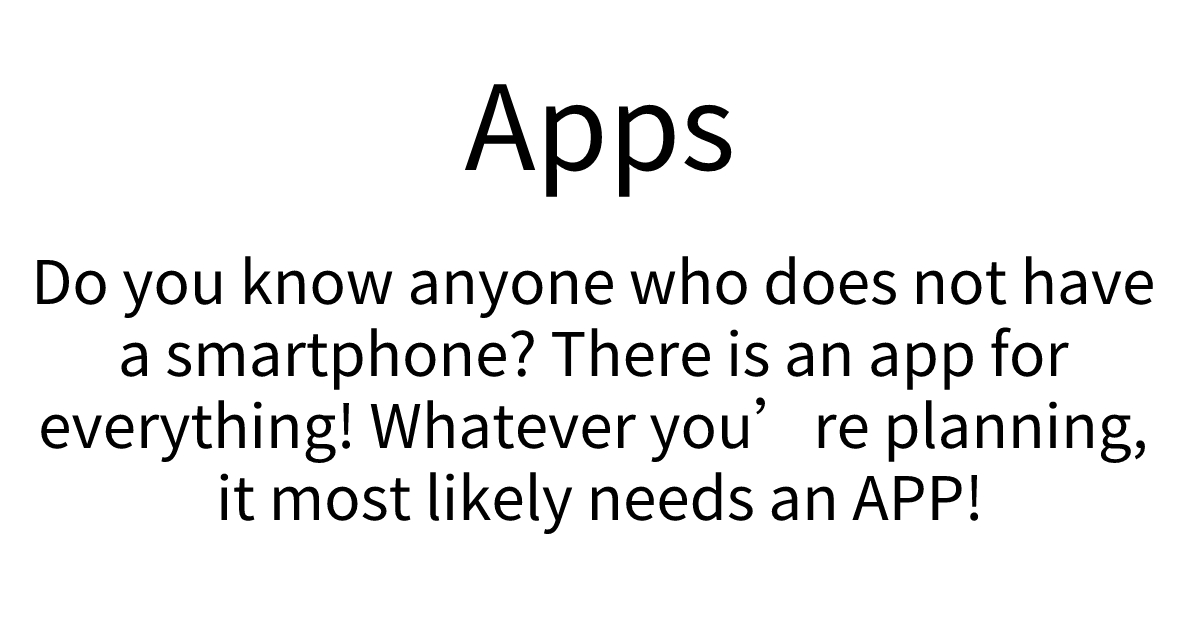 Apps
Do you know anyone who does not have
a smartphone? There is an app for
everything! Whatever you’re planning,
it most likely needs an APP!